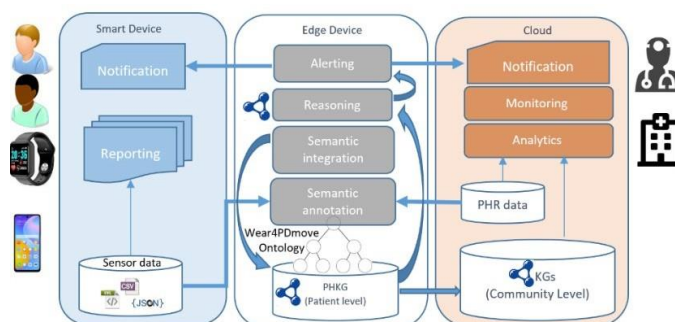 Smart Device
Notification
Reporting
Sensor data
CSV
{JSON}
Edge Device
Alerting
Reasoning
Semantic
integration
Semantic
annotation
Wear4PDmove
Ontology
PHKG
(Patient level)
Cloud
Notification
Monitoring
Analytics
PHR data
KGs
(Community Level)